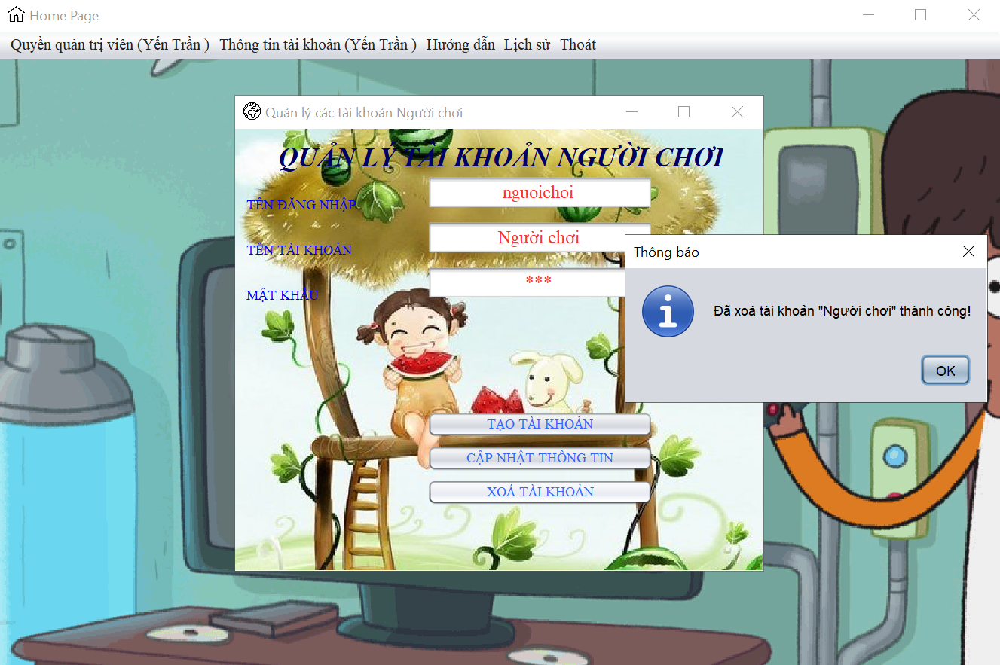 Home Page
Quyền quản trị viên (Yến Trần ) Thông tin tài khoản (Yến Trần ) Hướng dẫn Lịch sử Thoát
Quản lý các tài khoản Người chơi
QUẢN LÝ TÀI KHOẢN NGƯỜI CHƠI
nguoichoi
TÊN ĐĂNG NHẬP
Người chơi
TÊN TÀI KHOẢN
***
MẬT KHẨU
Thông báo
Đã xoá tài khoản "Người chơi" thành công!
OK
TẠO TÀI KHOẢN
CẬP NHẬT THÔNG TIN
XOÁ TÀI KHOẢN